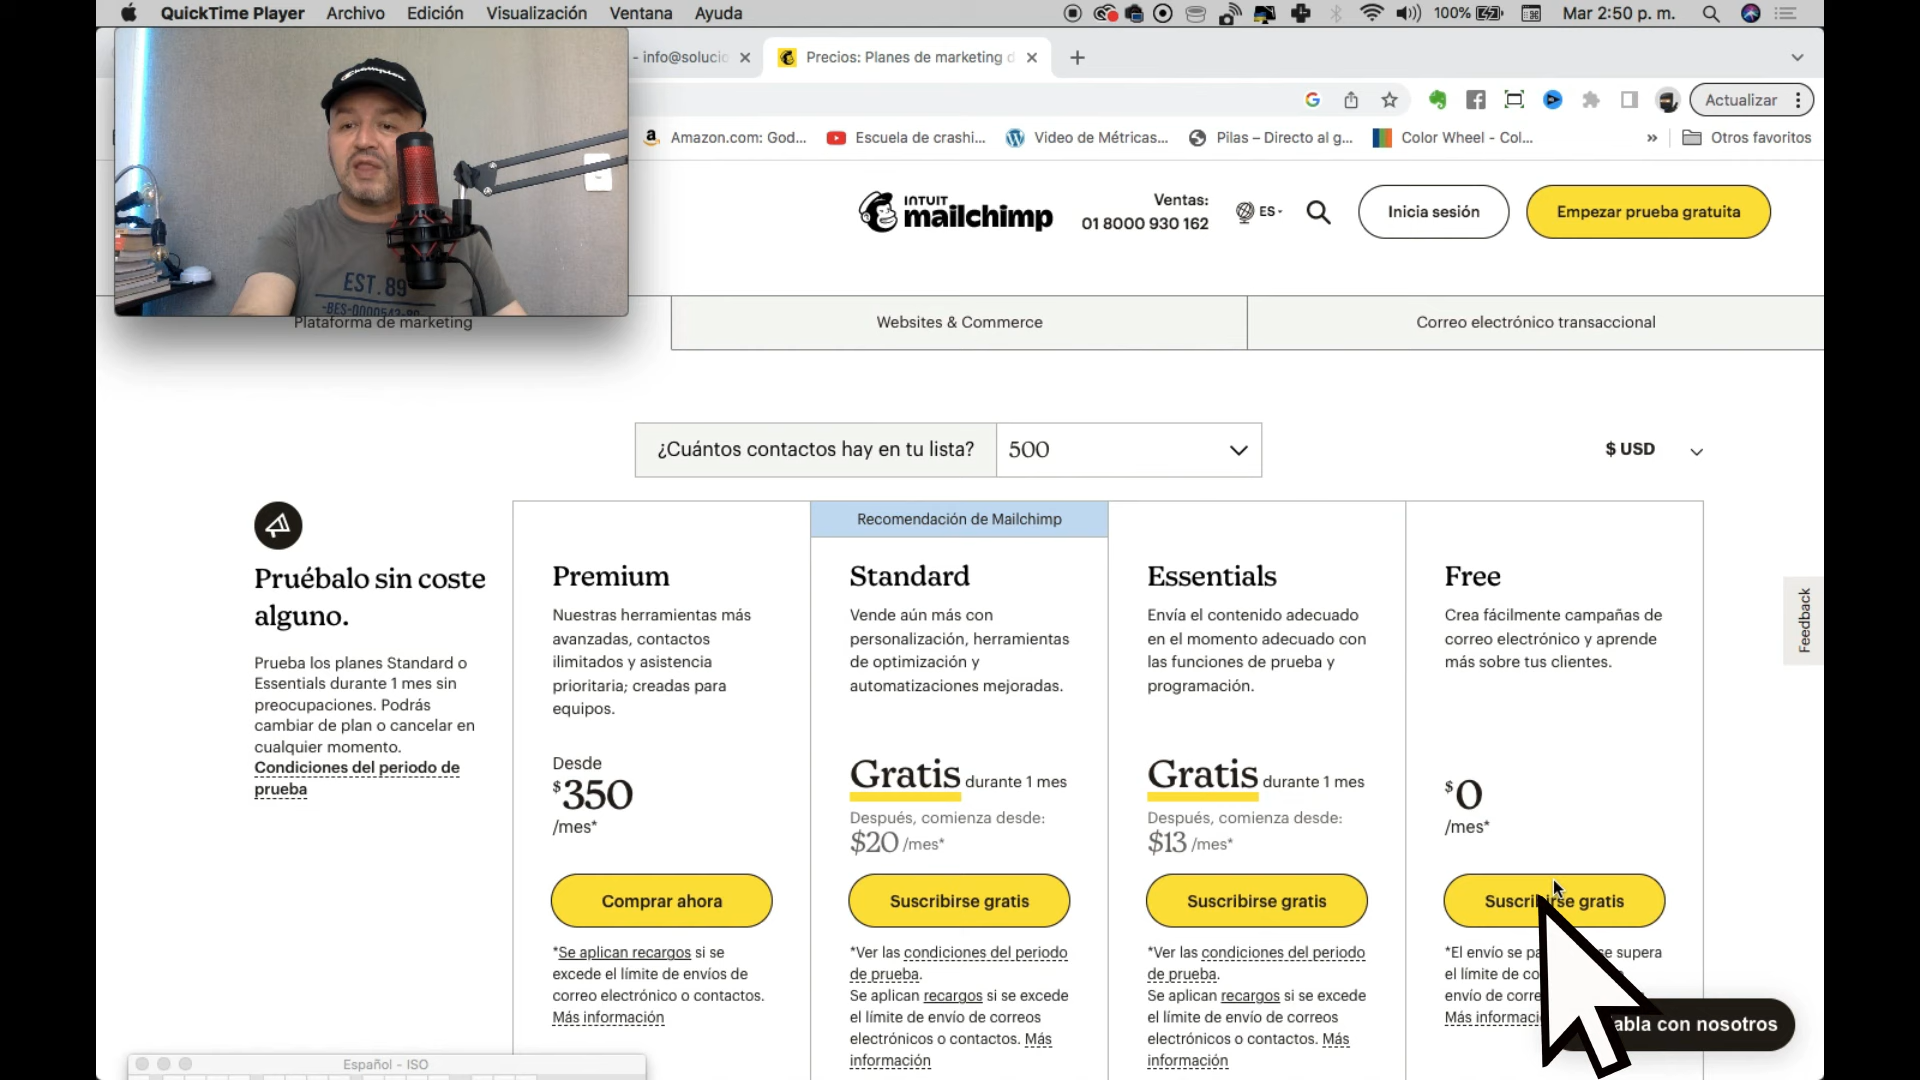 QuickTime Player Archivo Edición Visualización Ventana Ayuda 100% Mar 2:50 p. m.
- info@solucio Precios: Planes de marketing d
Actualizar
Amazon.com: God... Escuela de crashi... Video de Métricas... Pilas – Directo al g... Color Wheel - Col... » Otros favoritos
Champion
EST. 89
INTUIT
mailchimp
Ventas:
01 8000 930 162
ES
Inicia sesión
Empezar prueba gratuita
Plataforma de marketing
Websites & Commerce
Correo electrónico transaccional
¿Cuántos contactos hay en tu lista? 500
$ USD
Pruébalo sin coste
alguno.
Prueba los planes Standard o
Essentials durante 1 mes sin
preocupaciones. Podrás
cambiar de plan o cancelar en
cualquier momento.
Condiciones del periodo de
prueba
Premium
Nuestras herramientas más
avanzadas, contactos
ilimitados y asistencia
prioritaria; creadas para
equipos.
Desde
$350
/mes*
Comprar ahora
*Se aplican recargos si se
excede el límite de envíos de
correo electrónico o contactos.
Más información
Recomendación de Mailchimp
Standard
Vende aún más con
personalización, herramientas
de optimización y
automatizaciones mejoradas.
Gratis durante 1 mes
Después, comienza desde:
$20 /mes*
Suscribirse gratis
*Ver las condiciones del periodo
de prueba.
Se aplican recargos si se excede
el límite de envío de correos
electrónicos o contactos. Más
información
Essentials
Envía el contenido adecuado
en el momento adecuado con
las funciones de prueba y
programación.
Gratis durante 1 mes
Después, comienza desde:
$13 /mes*
Suscribirse gratis
*Ver las condiciones del periodo
de prueba.
Se aplican recargos si se excede
el límite de envío de correos
electrónicos o contactos. Más
información
Free
Crea fácilmente campañas de
correo electrónico y aprende
más sobre tus clientes.
$0
/mes*
Suscribirse gratis
*El envío se se supera
el límite de
envío de
Más
Feedback
abla con nosotros
Español - ISO